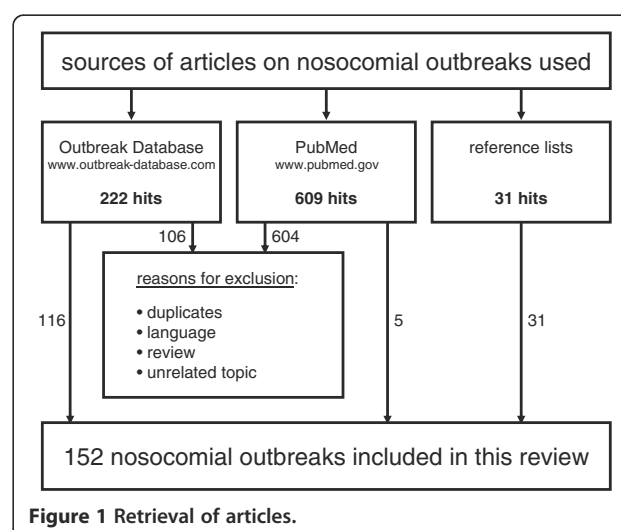 sources of articles on nosocomial outbreaks used
Outbreak Database
www.outbreak-database.com
222 hits
PubMed
www.pubmed.gov
609 hits
reference lists
31 hits
106
604
reasons for exclusion:
• duplicates
• language
• review
• unrelated topic
116
5
31
152 nosocomial outbreaks included in this review
Figure 1 Retrieval of articles.